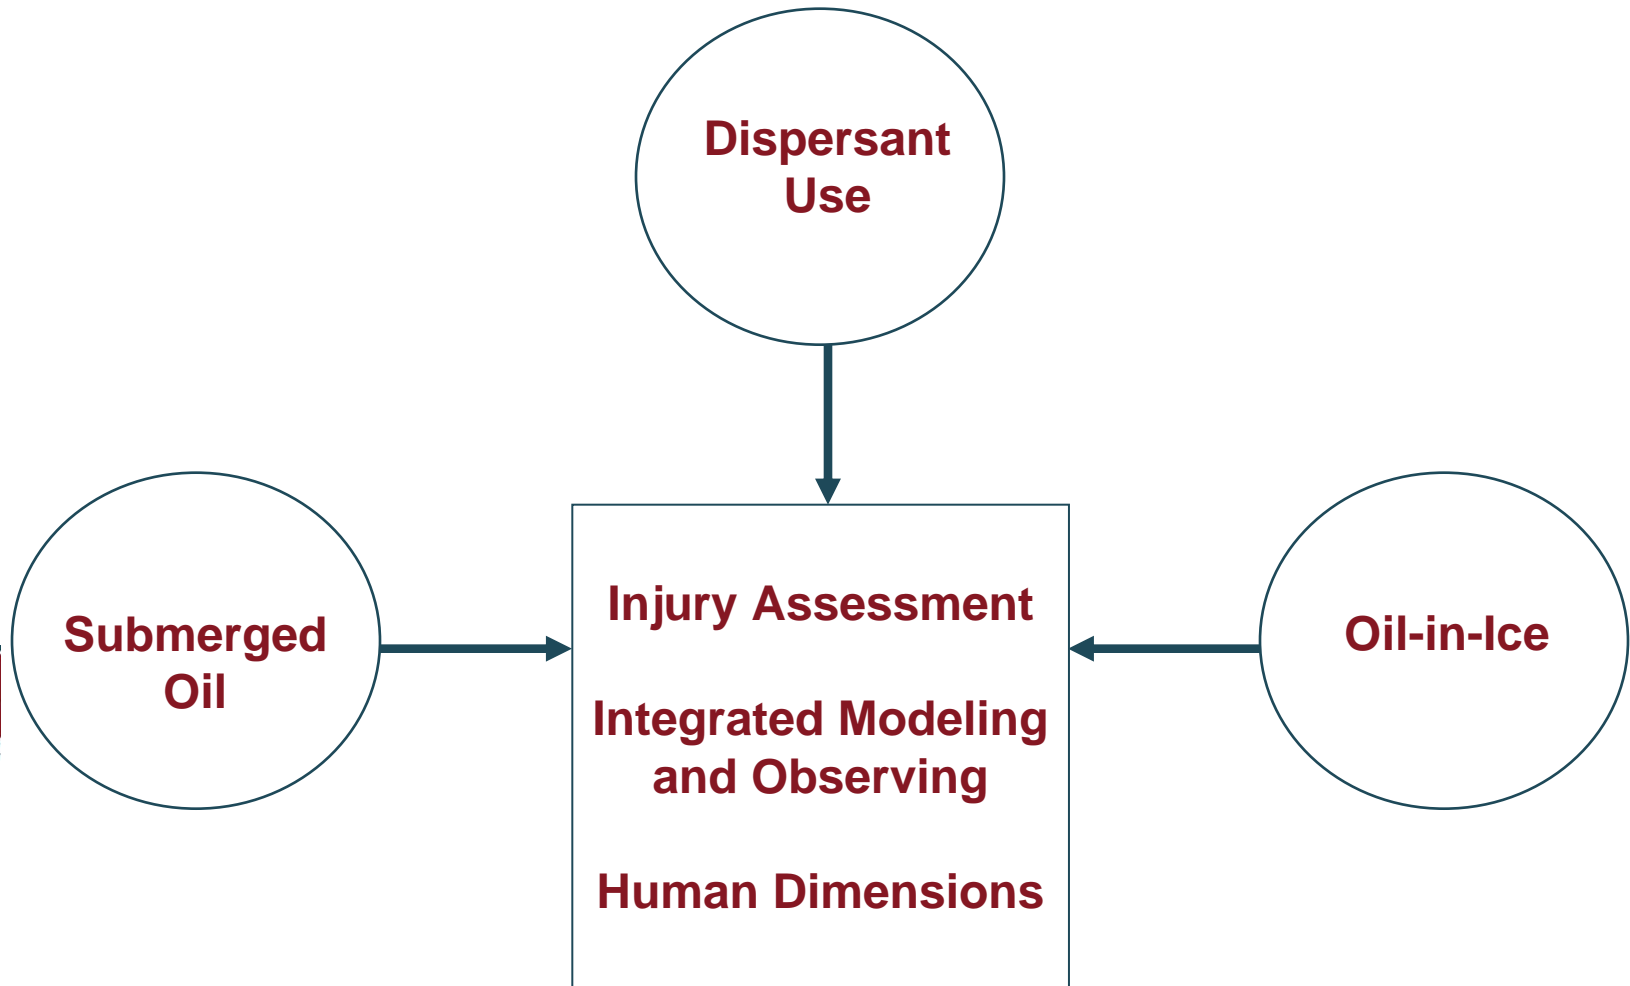 Dispersant
Use
Submerged
Oil
Injury Assessment
Integrated Modeling
and Observing
Human Dimensions
Oil-in-Ice